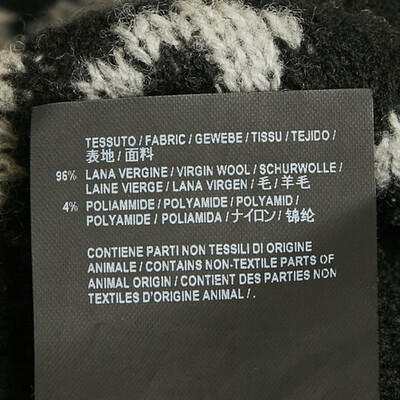 TESSUTO / FABRIC / GEWEBE / TISSU / TEJIDO /
表地 / 面料
96% LANA VERGINE / VIRGIN WOOL / SCHURWOLLE /
LAINE VIERGE / LANA VIRGEN / 毛 / 羊毛
4% POLIAMMIDE / POLYAMIDE / POLYAMID /
POLYAMIDE / POLIAMIDA / ナイロン / 锦纶
CONTIENE PARTI NON TESSILI DI ORIGINE
ANIMALE / CONTAINS NON-TEXTILE PARTS OF
ANIMAL ORIGIN / CONTIENT DES PARTIES NON
TEXTILES D'ORIGINE ANIMAL / .